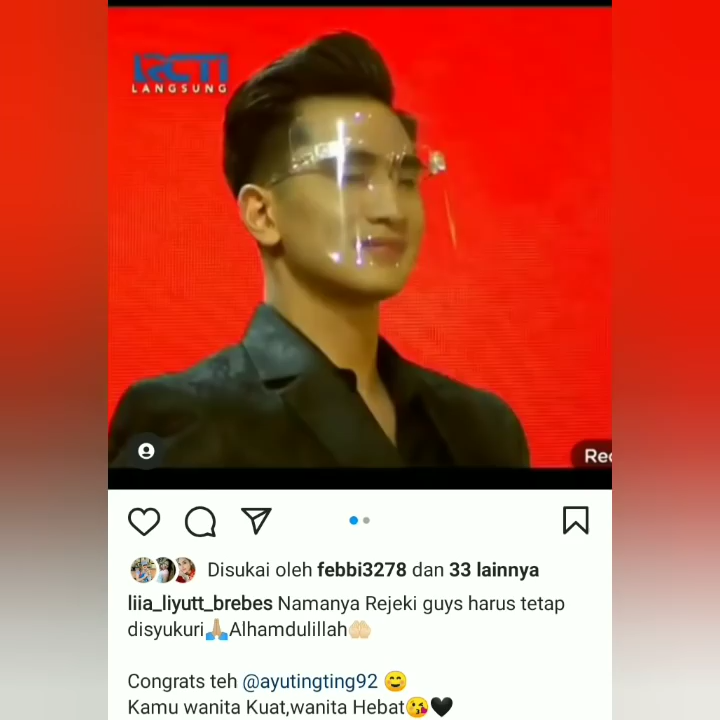 RCTI
LANGSUNG
Disukai oleh febbi3278 dan 33 lainnya
liia_liyutt_brebes Namanya Rejeki guys harus tetap
disyukuri🙏🏼Alhamdulillah🤲🏻
Congrats teh @ayutingting92 😊
Kamu wanita Kuat,wanita Hebat😘🖤